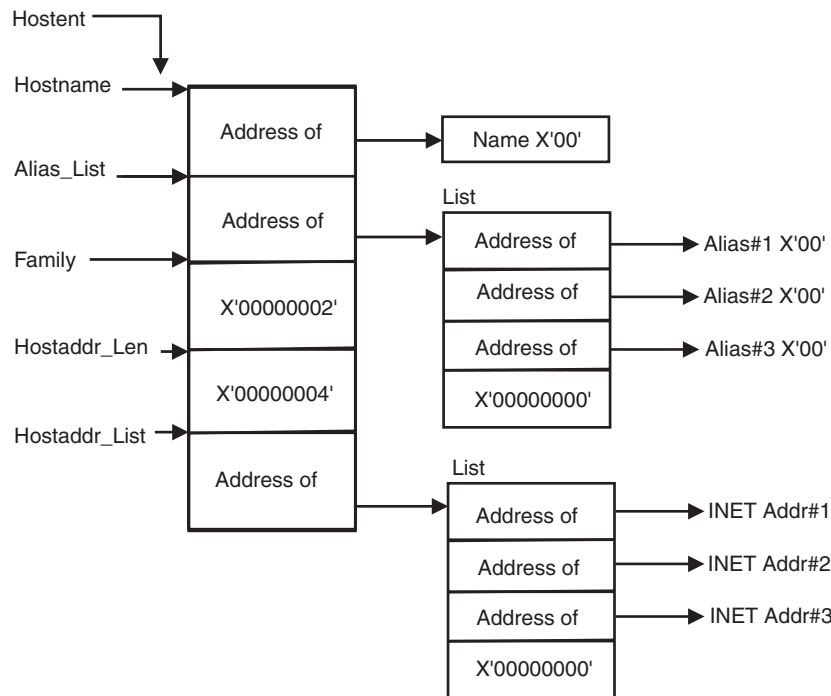 Hostent
Hostname
Address of
Name X'00'
Alias_List
List
Address of
Address of
Alias#1 X'00'
Family
Address of
Alias#2 X'00'
X'00000002'
Hostaddr_Len
Address of
Alias#3 X'00'
X'00000004'
X'00000000'
Hostaddr_List
List
Address of
Address of
INET Addr#1
Address of
INET Addr#2
Address of
INET Addr#3
X'00000000'